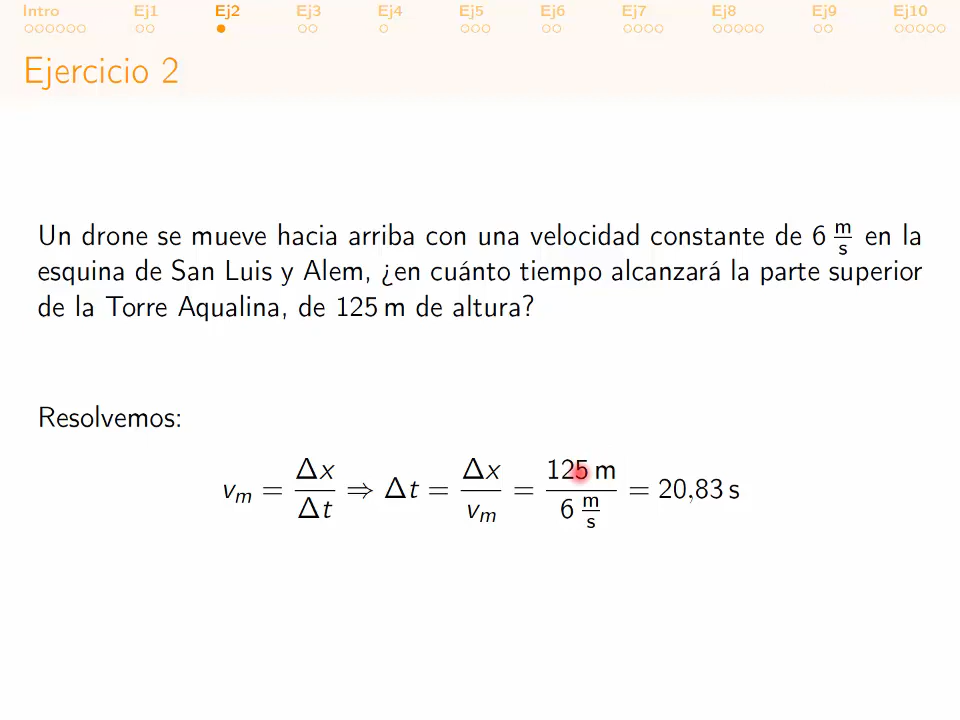 Intro Ej1 Ej2 Ej3 Ej4 Ej5 Ej6 Ej7 Ej8 Ej9 Ej10
Ejercicio 2
Un drone se mueve hacia arriba con una velocidad constante de 6 m/s en la
esquina de San Luis y Alem, ¿en cuánto tiempo alcanzará la parte superior
de la Torre Aqualina, de 125 m de altura?
Resolvemos:
vₘ = Δx/Δt ⇒ Δt = Δx/vₘ = 125 m / 6 m/s = 20,83 s